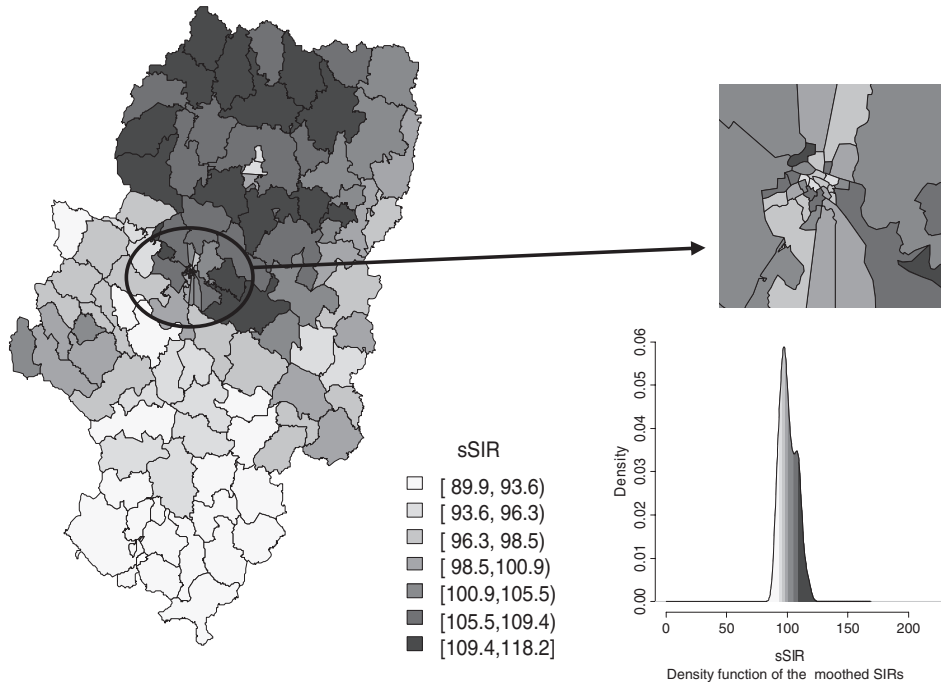 sSIR
[ 89.9, 93.6)
[ 93.6, 96.3)
[ 96.3, 98.5)
[ 98.5,100.9)
[100.9,105.5)
[105.5,109.4)
[109.4,118.2]
Density
0.06
0.05
0.04
0.03
0.02
0.01
0.00
0 50 100 150 200
sSIR
Density function of the moothed SIRs